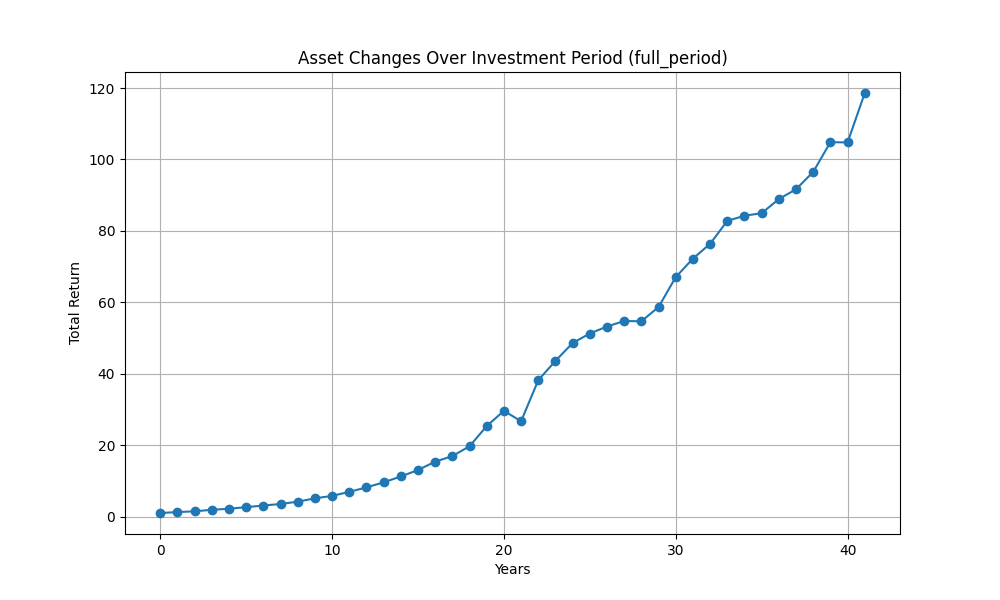 Asset Changes Over Investment Period (full_period)
120
100
80
60
40
20
0
Total Return
0 10 20 30 40
Years